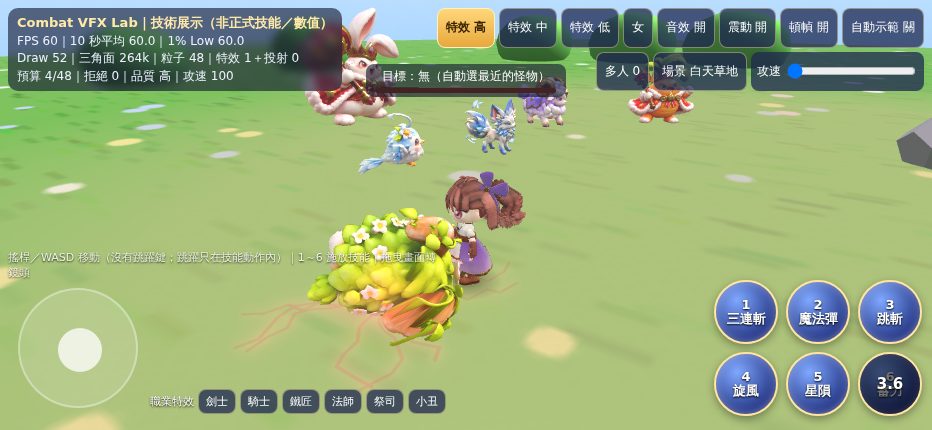 Combat VFX Lab｜技術展示（非正式技能／數值）
FPS 60｜10 秒平均 60.0｜1% Low 60.0
Draw 52｜三角面 264k｜粒子 48｜特效 1＋投射 0
預算 4/48｜拒絕 0｜品質 高｜攻速 100
特效 高
特效 中
特效 低
女
音效 開
震動 開
頓幀 開
自動示範 關
目標：無（自動選最近的怪物）
多人 0
場景 白天草地
攻速
搖桿／WASD 移動（沒有跳躍鍵；跳躍只在技能動作內）｜1～6 施放技能｜拖曳畫面轉
鏡頭
1
三連斬
2
魔法彈
3
跳斬
4
旋風
5
星隕
3.6
職業特效
劍士
騎士
鐵匠
法師
祭司
小丑